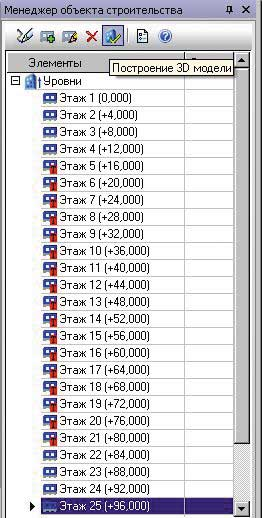 Менеджер объекта строительства
Элементы
Построение 3D модели
Уровни
Этаж 1 (0,000)
Этаж 2 (+4,000)
Этаж 3 (+8,000)
Этаж 4 (+12,000)
Этаж 5 (+16,000)
Этаж 6 (+20,000)
Этаж 7 (+24,000)
Этаж 8 (+28,000)
Этаж 9 (+32,000)
Этаж 10 (+36,000)
Этаж 11 (+40,000)
Этаж 12 (+44,000)
Этаж 13 (+48,000)
Этаж 14 (+52,000)
Этаж 15 (+56,000)
Этаж 16 (+60,000)
Этаж 17 (+64,000)
Этаж 18 (+68,000)
Этаж 19 (+72,000)
Этаж 20 (+76,000)
Этаж 21 (+80,000)
Этаж 22 (+84,000)
Этаж 23 (+88,000)
Этаж 24 (+92,000)
Этаж 25 (+96,000)